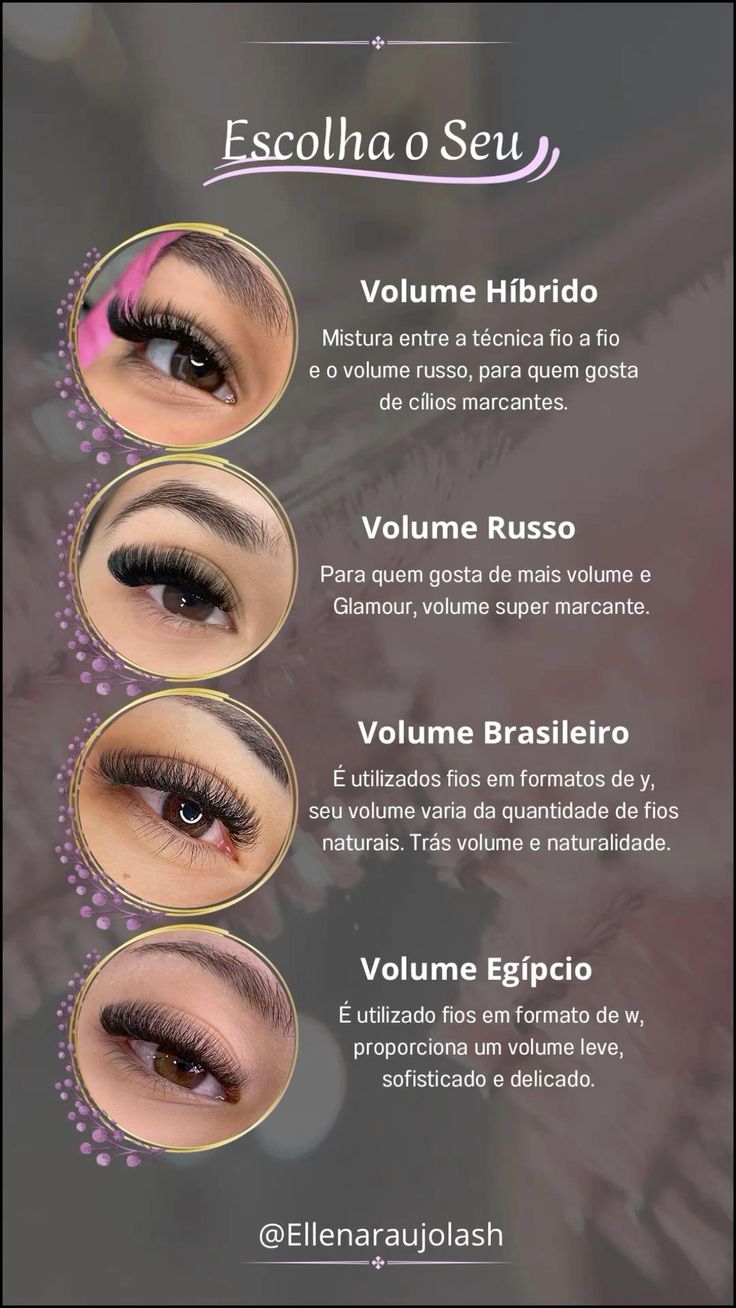 Escolha o Seu
Volume Híbrido
Mistura entre a técnica fio a fio
e o volume russo, para quem gosta
de cílios marcantes.
Volume Russo
Para quem gosta de mais volume e
Glamour, volume super marcante.
Volume Brasileiro
É utilizados fios em formatos de y,
seu volume varia da quantidade de fios
naturais. Trás volume e naturalidade.
Volume Egípcio
É utilizado fios em formato de w,
proporciona um volume leve,
sofisticado e delicado.
@Ellenaraujolash